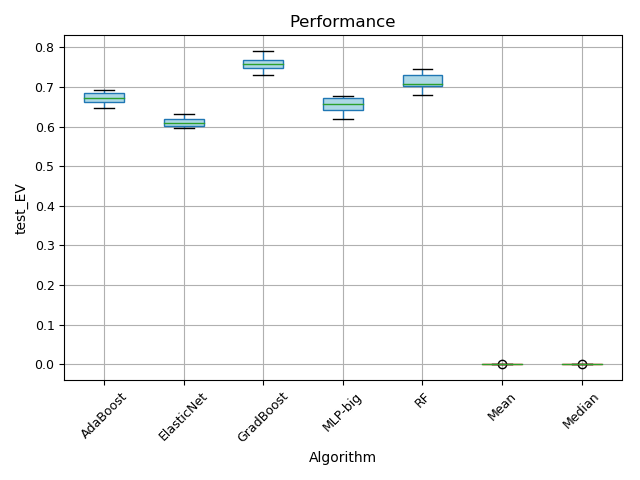 Performance
test_EV
0.8
0.7
0.6
0.5
0.4
0.3
0.2
0.1
0.0
AdaBoost
ElasticNet
GradBoost
MLP-big
RF
Mean
Median
Algorithm